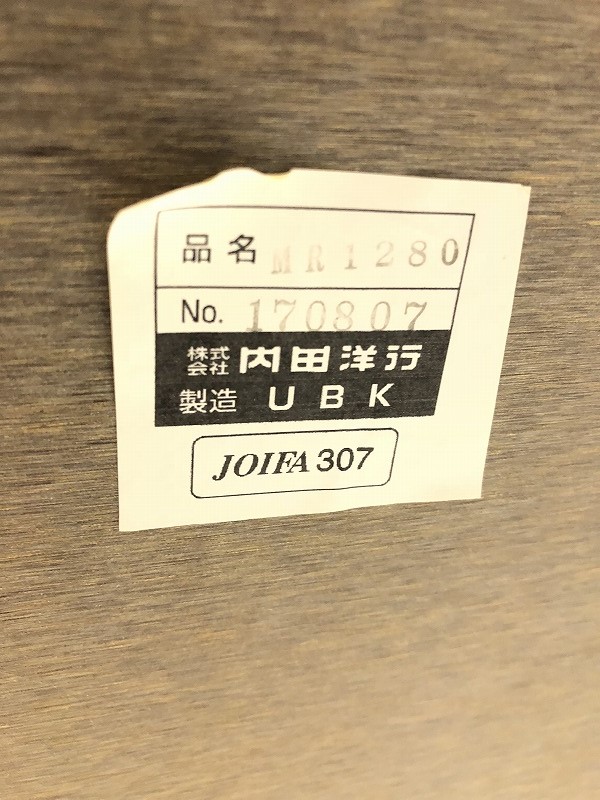 品名 MR1280
No. 170807
株式会社 内田洋行
製造 UBK
JOIFA 307